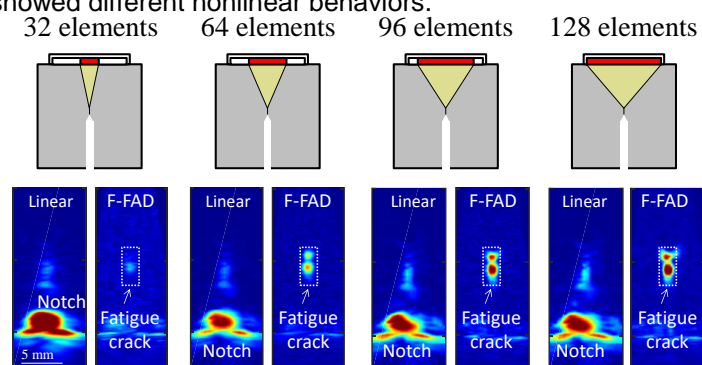 showed different nonlinear behaviors.
32 elements 64 elements 96 elements 128 elements
Linear F-FAD Linear F-FAD Linear F-FAD Linear F-FAD
Notch
Fatigue crack
5 mm
Notch
Fatigue crack
Notch
Fatigue crack
Notch
Fatigue crack